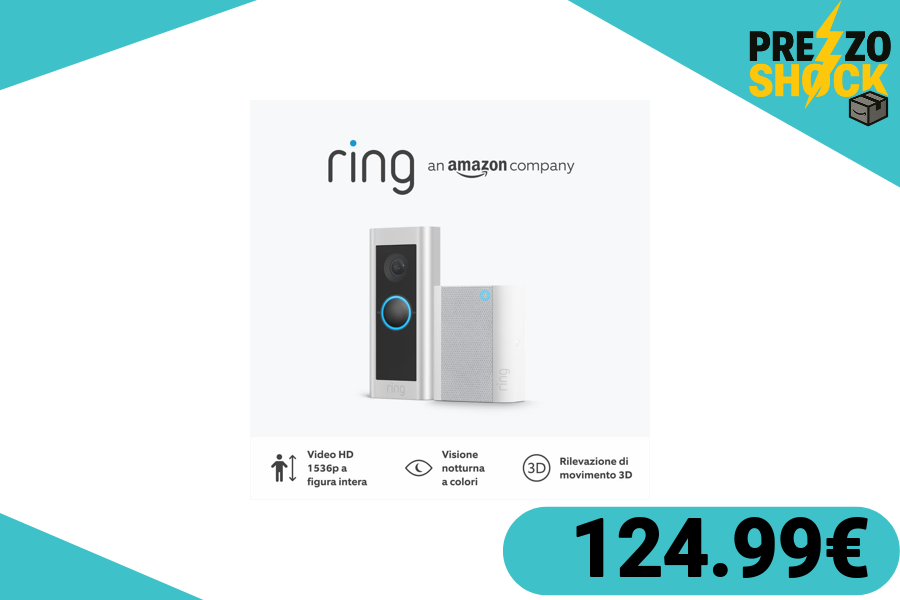 PREZZO
SHOCK
ring an amazon company
ring
ring
Video HD
1536p a
figura intera
Visione
notturna
a colori
3D
Rilevazione di
movimento 3D
124.99€